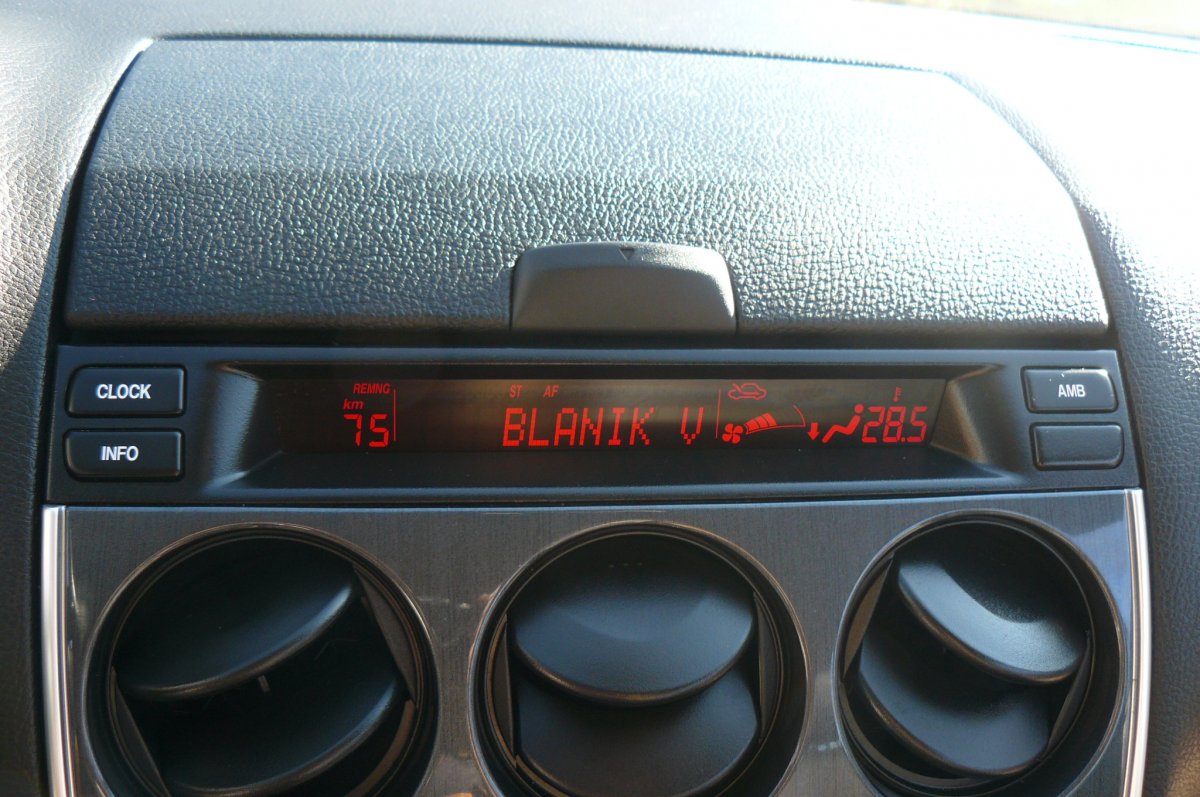 CLOCK
INFO
REMNG
km
75
ST AF
BLANIK V
28.5
AMB